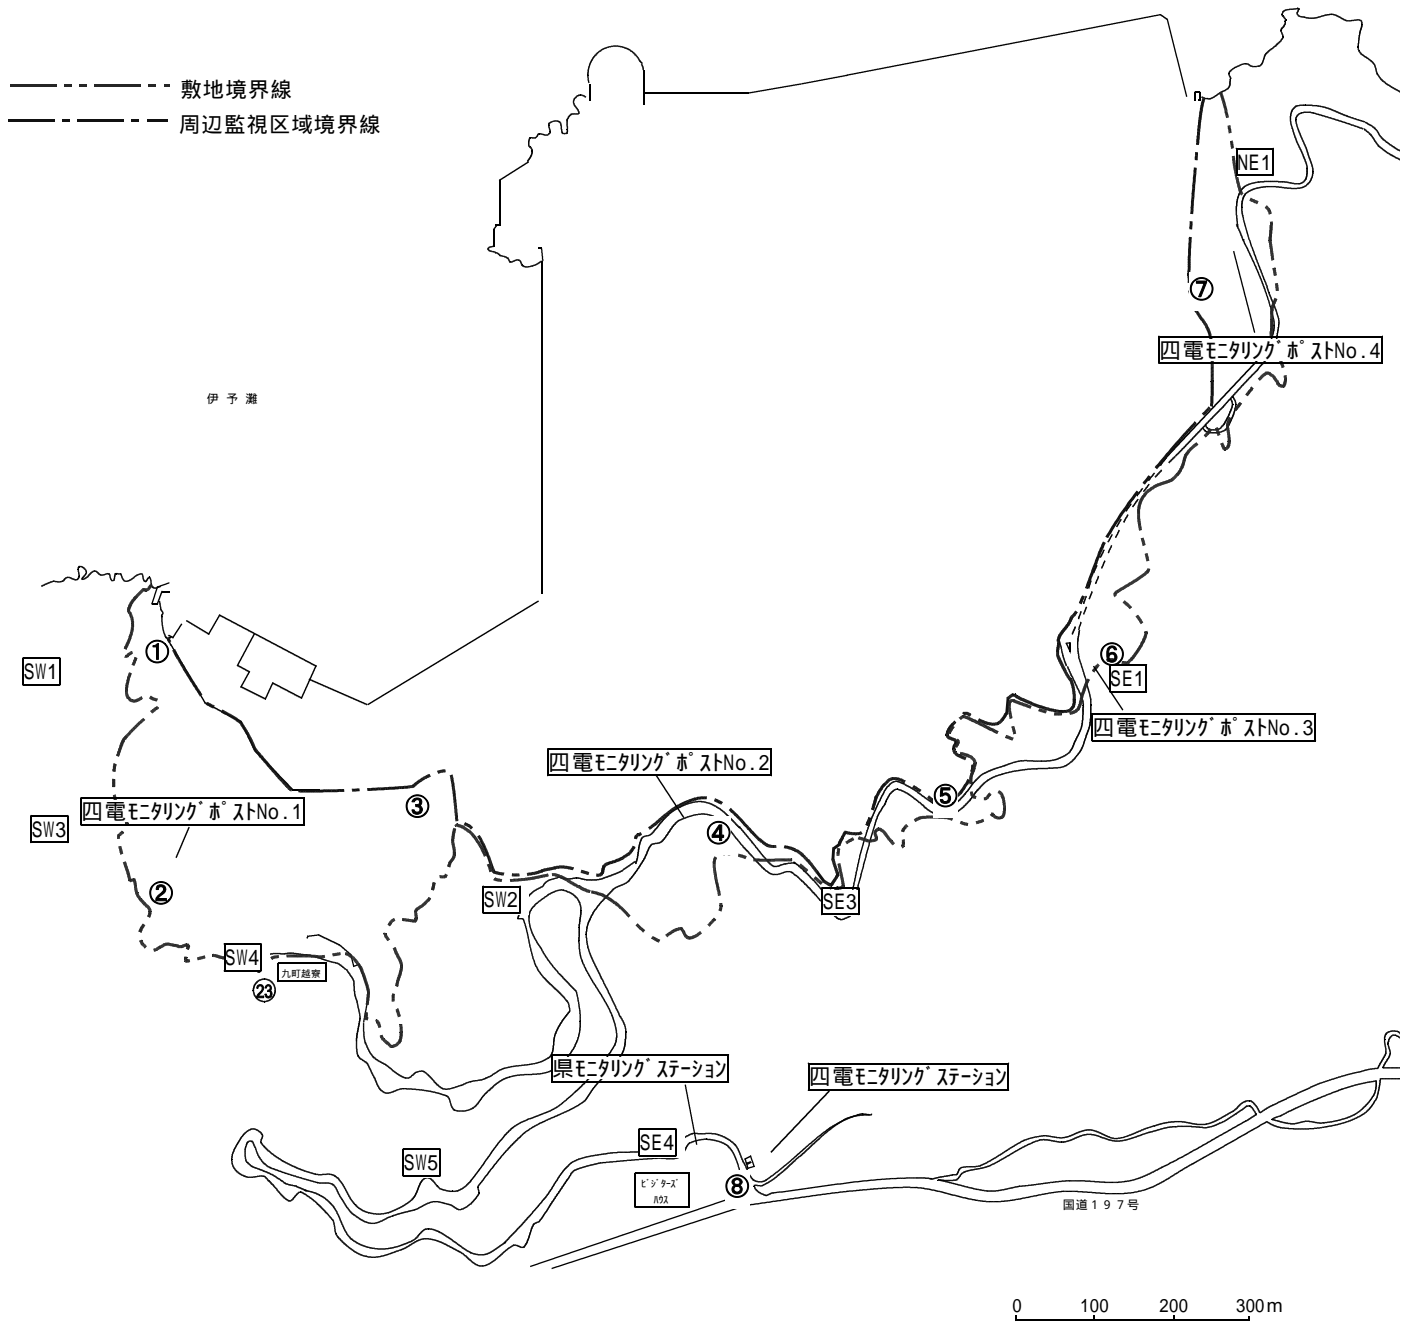 敷地境界線
周辺監視区域境界線
NE1
⑦
四電ﾓﾆﾀﾘﾝｸﾞﾎﾟｽﾄNo.4
伊予灘
①
SW1
⑥
SE1
四電ﾓﾆﾀﾘﾝｸﾞﾎﾟｽﾄNo.3
四電ﾓﾆﾀﾘﾝｸﾞﾎﾟｽﾄNo.2
⑤
③
四電ﾓﾆﾀﾘﾝｸﾞﾎﾟｽﾄNo.1
SW3
④
②
SW2
SE3
SW4
九町越寮
㉓
県ﾓﾆﾀﾘﾝｸﾞｽﾃｰｼｮﾝ
四電ﾓﾆﾀﾘﾝｸﾞｽﾃｰｼｮﾝ
SE4
SW5
ﾋﾞｼﾞﾀｰｽﾞ
ﾊｳｽ
⑧
国道197号
0 100 200 300m